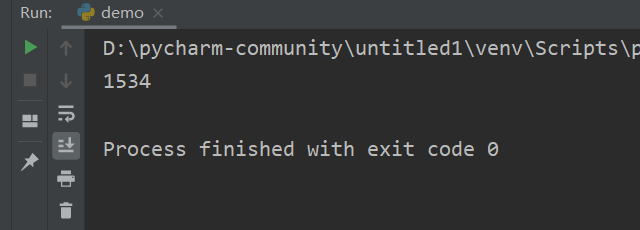 Run: demo
D:\pycharm-community\untitled1\venv\Scripts\p
1534
Process finished with exit code 0